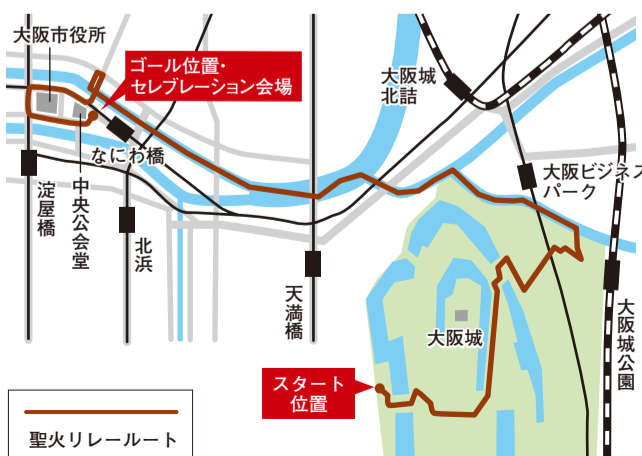 大阪市役所
ゴール位置・
セレブレーション会場
大阪城
北詰
なにわ橋
大阪ビジネス
パーク
淀屋橋
中央公会堂
北浜
天満橋
大阪城
大阪城公園
スタート
位置
聖火リレールート